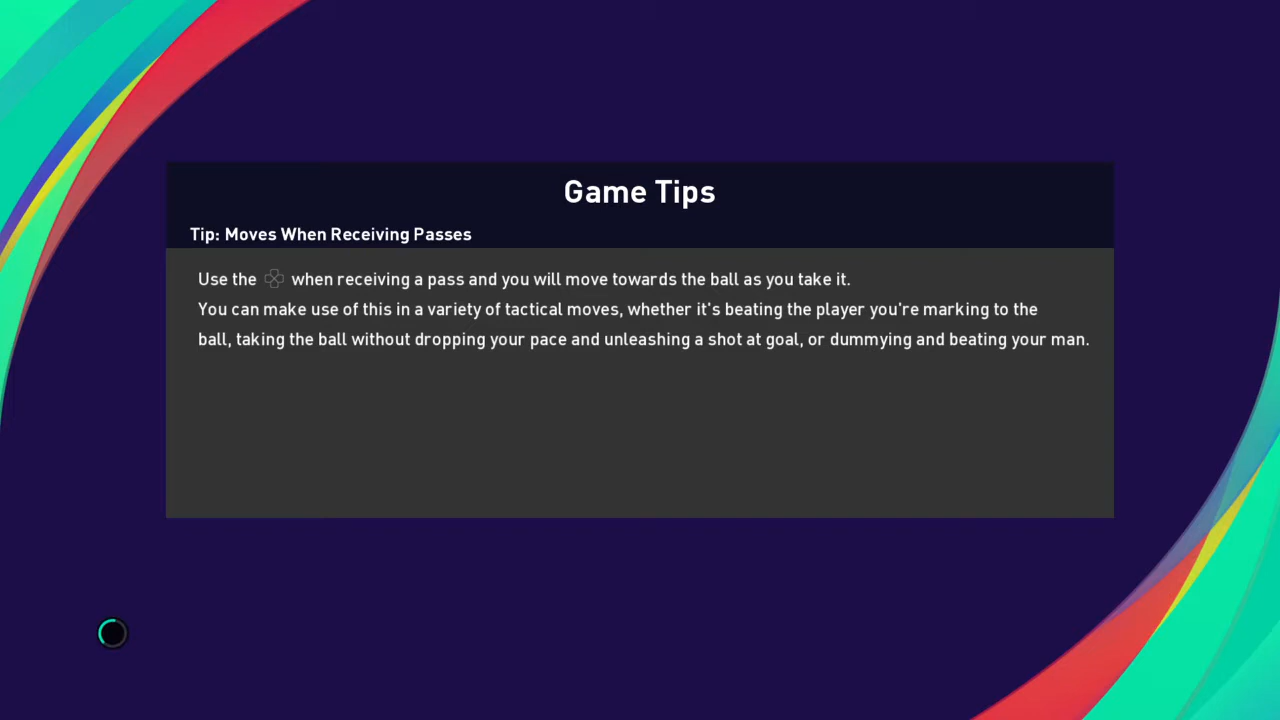 Game Tips
Tip: Moves When Receiving Passes
Use the when receiving a pass and you will move towards the ball as you take it.
You can make use of this in a variety of tactical moves, whether it's beating the player you're marking to the
ball, taking the ball without dropping your pace and unleashing a shot at goal, or dummying and beating your man.